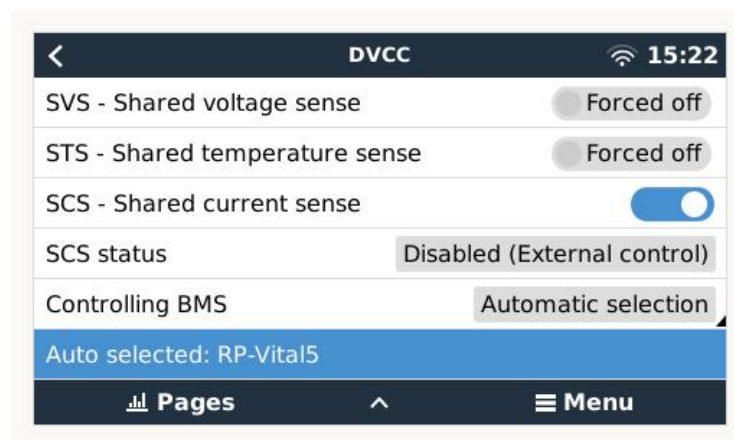 DVCC 15:22
SVS - Shared voltage sense Forced off
STS - Shared temperature sense Forced off
SCS - Shared current sense
SCS status Disabled (External control)
Controlling BMS Automatic selection
Auto selected: RP-Vital5
Pages Menu